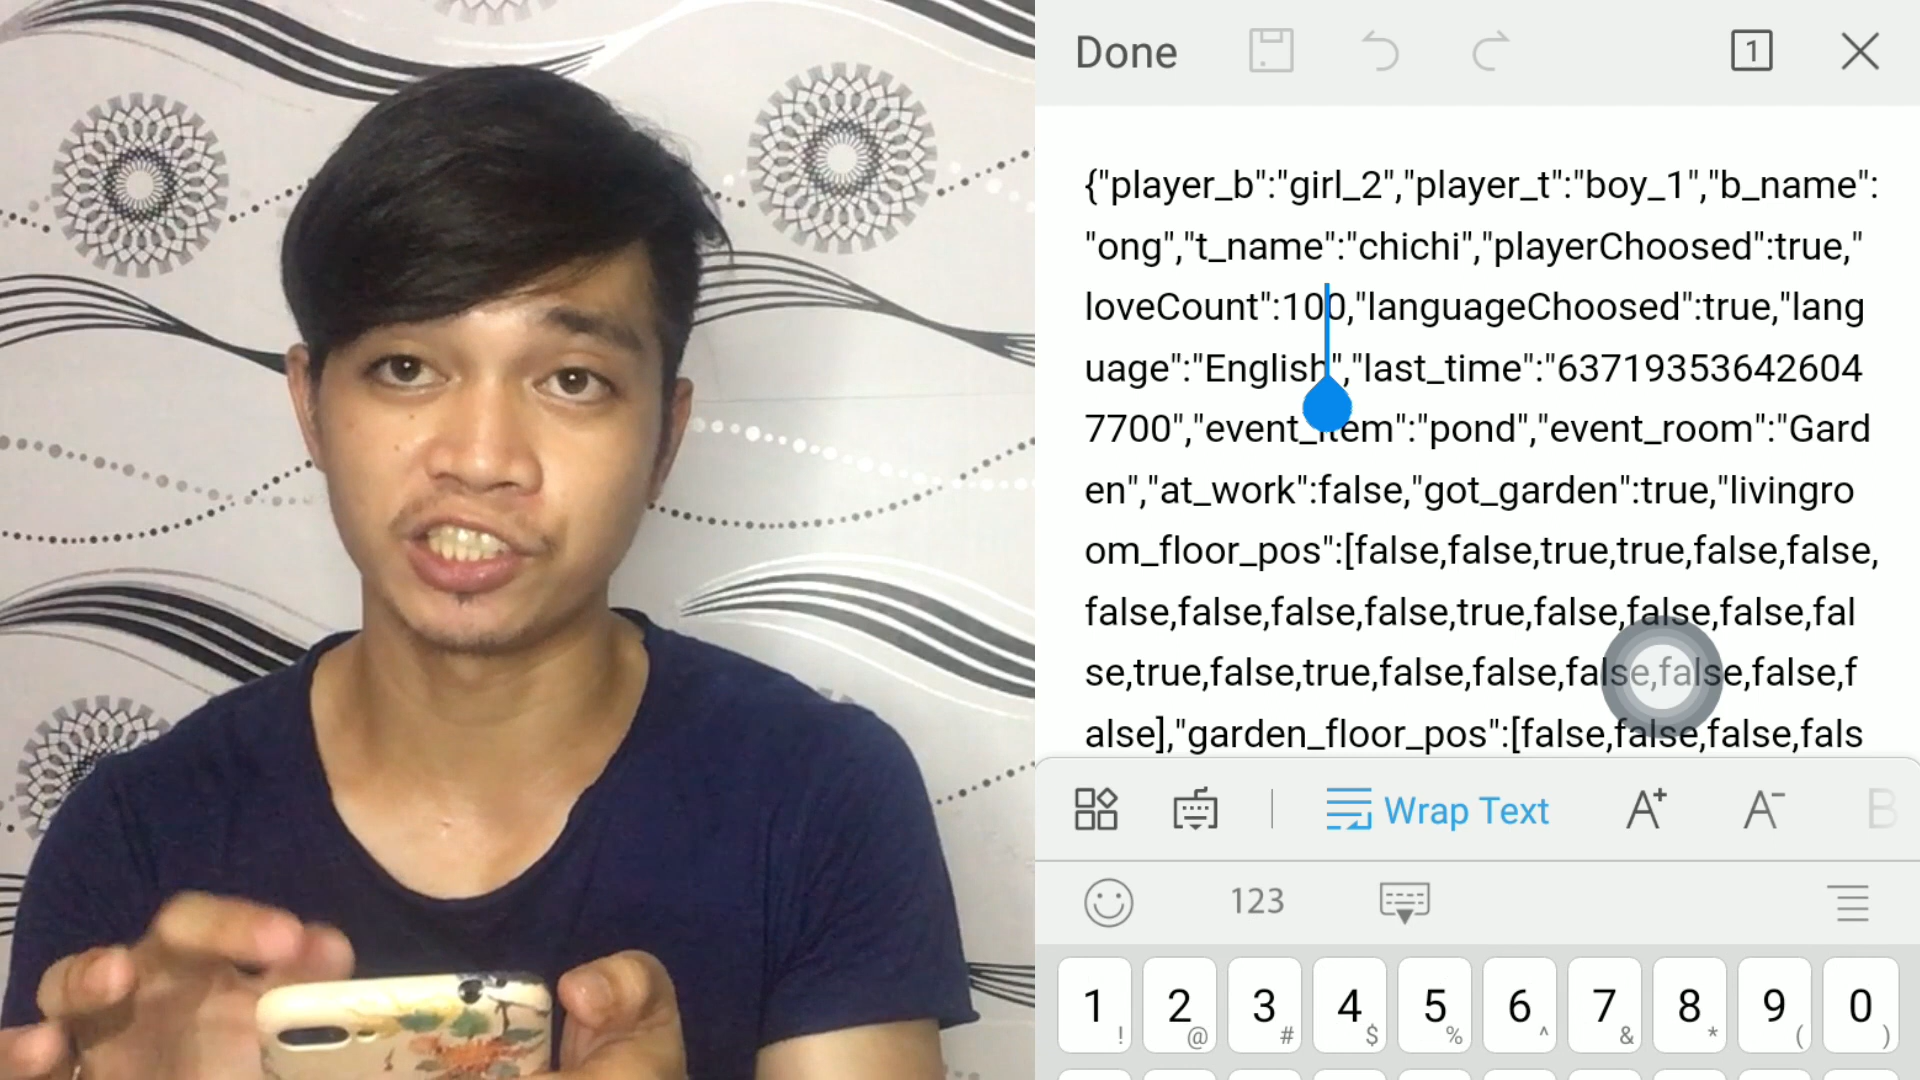 Done
1
{"player_b":"girl_2","player_t":"boy_1","b_name":
"ong","t_name":"chichi","playerChoosed":true,"
loveCount":100,"languageChoosed":true,"lang
uage":"English","last_time":"63719353642604
7700","event_item":"pond","event_room":"Gard
en","at_work":false,"got_garden":true,"livingro
om_floor_pos":[false,false,true,true,false,false,
false,false,false,false,true,false,false,false,fal
se,true,false,true,false,false,false,false,false,f
alse],"garden_floor_pos":[false,false,false,fals
Wrap Text A+ A- B
123
1 2 3 4 5 6 7 8 9 0
! @ # $ % ^ & * ( )